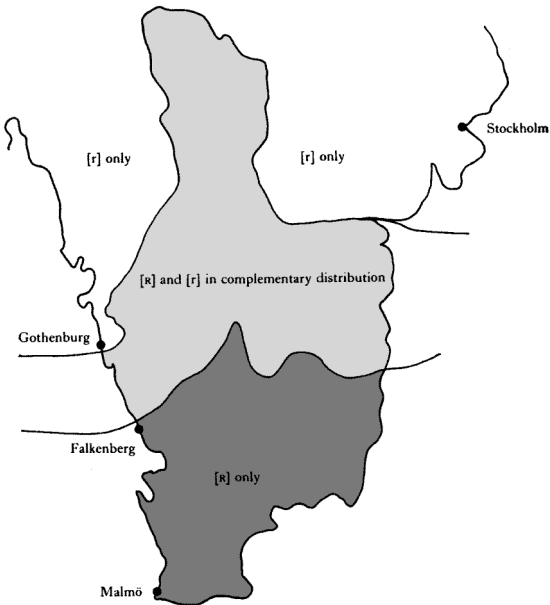 Stockholm
[r] only
[r] only
[ʀ] and [r] in complementary distribution
Gothenburg
Falkenberg
[ʀ] only
Malmö